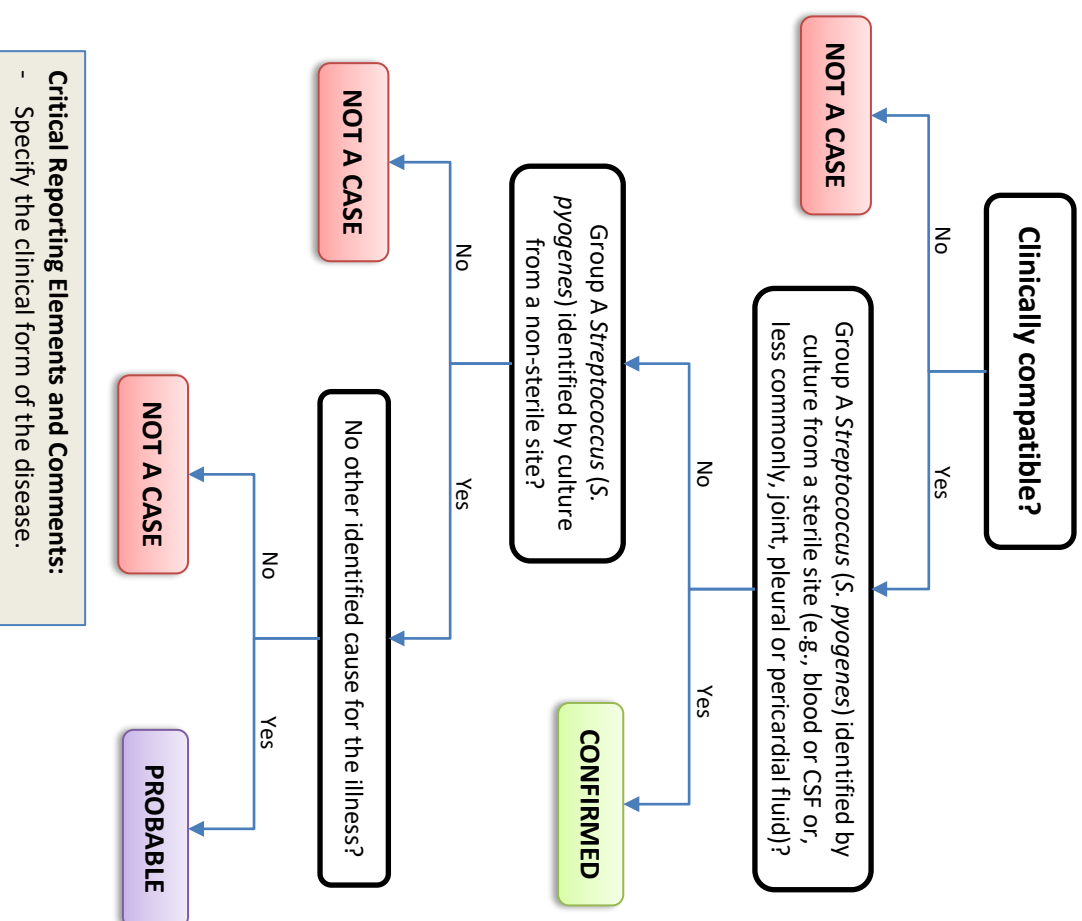 Clinically compatible?
No
Yes
NOT A CASE
Group A Streptococcus (S. pyogenes) identified by
culture from a sterile site (e.g., blood or CSF or,
less commonly, joint, pleural or pericardial fluid)?
No
Yes
Group A Streptococcus (S.
pyogenes) identified by culture
from a non-sterile site?
CONFIRMED
No
Yes
NOT A CASE
No other identified cause for the illness?
No
Yes
NOT A CASE
PROBABLE
Critical Reporting Elements and Comments:
- Specify the clinical form of the disease.